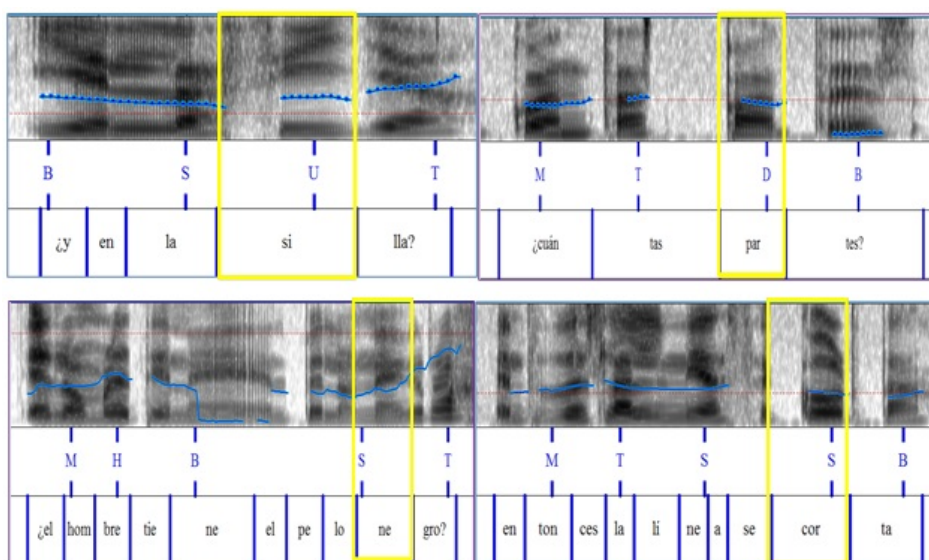 B S U T
¿y en la si lla?
M T D B
¿cuán tas par tes?
M H B S T
¿el hom bre tie ne el pe lo ne gro?
M T S S B
en ton ces la lí ne a se cor ta